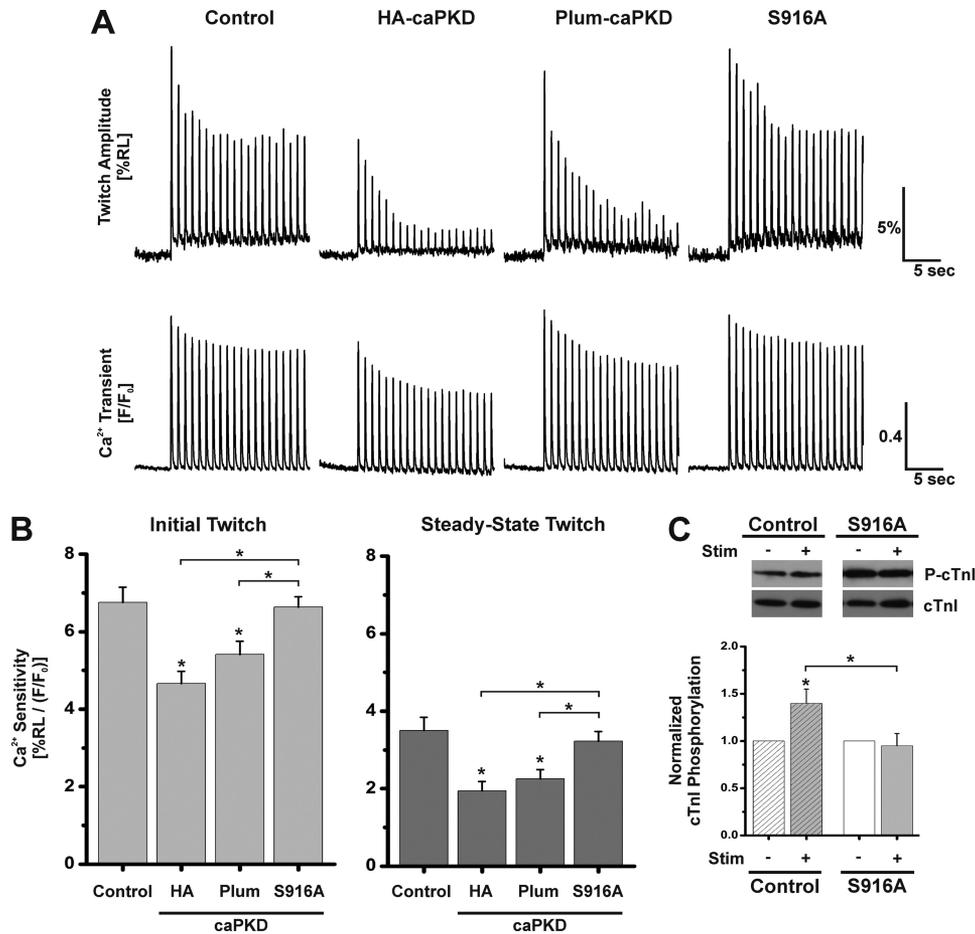 A
Control HA-caPKD Plum-caPKD S916A
Twitch Amplitude
[%RL]
5%
5 sec
Ca²⁺ Transient
[F/F₀]
0.4
5 sec
B
Initial Twitch
Ca²⁺ Sensitivity
[%RL / (F/F₀)]
8
6
4
2
0
*
*
*
*
Control HA Plum S916A
caPKD
Steady-State Twitch
8
6
4
2
0
*
*
*
*
Control HA Plum S916A
caPKD
C
Control S916A
Stim - + - +
P-cTnI
cTnI
Normalized
cTnI Phosphorylation
2.0
1.5
1.0
0.5
0.0
*
*
Stim - + - +
Control S916A